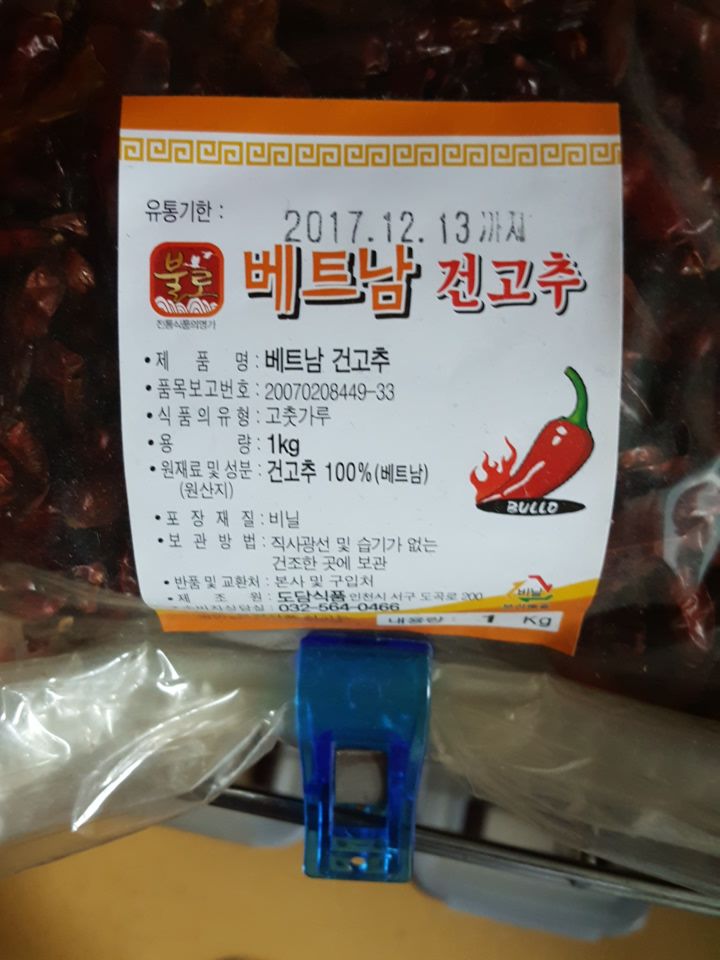 유통기한 : 2017.12.13 까지
불로
전통식품의명가
베트남 건고추
• 제 품 명 : 베트남 건고추
• 품목보고번호 : 20070208449-33
• 식품의유형 : 고춧가루
• 용 량 : 1kg
• 원재료 및 성분 : 건고추 100%(베트남)
(원산지)
BULLO
• 포 장 재 질 : 비닐
• 보 관 방 법 : 직사광선 및 습기가 없는
건조한 곳에 보관
• 반품 및 교환처 : 본사 및 구입처
• 제 조 원 : 도담식품 인천시 서구 도곡로 200
비닐
032-564-0466
내용량 : 1 Kg